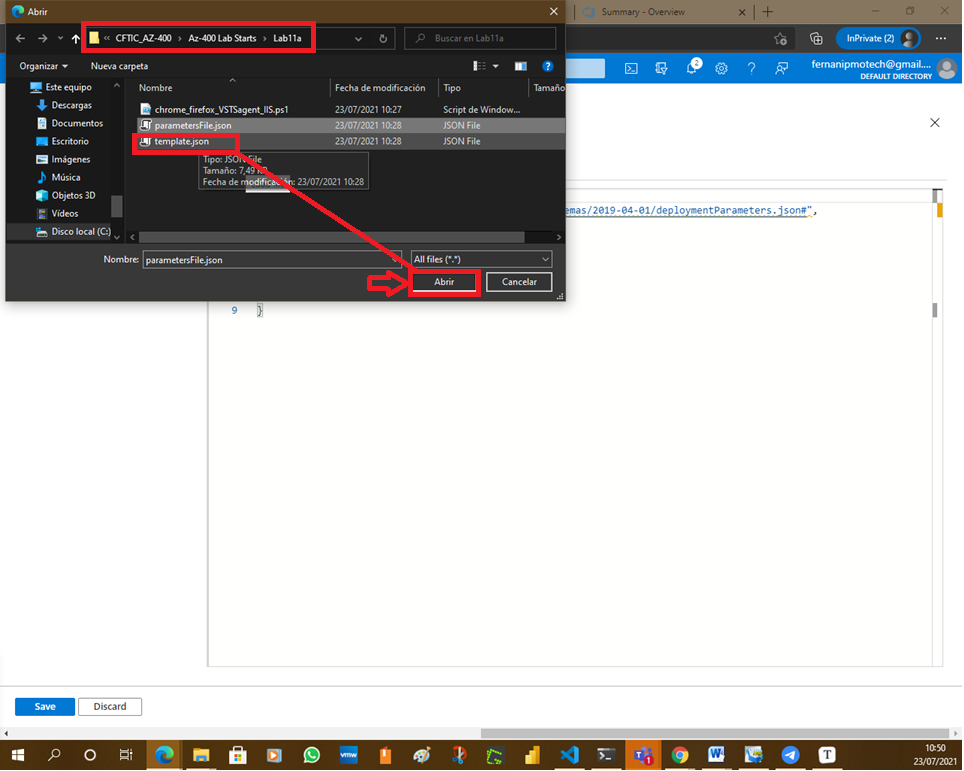 Abrir
Summary - Overview
CFTIC_AZ-400 Az-400 Lab Starts Lab11a
Buscar en Lab11a
InPrivate (2)
Organizar
Nueva carpeta
fernanipmotech@gmail....
DEFAULT DIRECTORY
2
Este equipo
Descargas
Documentos
Escritorio
Imágenes
Música
Objetos 3D
Vídeos
Disco local (C:)
Nombre Fecha de modificación Tipo Tamaño
chrome_firefox_VSTSagent_IIS.ps1 23/07/2021 10:27 Script de Window...
parametersFile.json 23/07/2021 10:28 JSON File
template.json 23/07/2021 10:28 JSON File
Tipo: JSON File
Tamaño: 7,49 KB
Fecha de modificación: 23/07/2021 10:28
emas/2019-04-01/deploymentParameters.json#",
Nombre: parametersFile.json All files (*.*)
Abrir Cancelar
9 }
Save Discard
vmw
1
T
10:50
23/07/2021